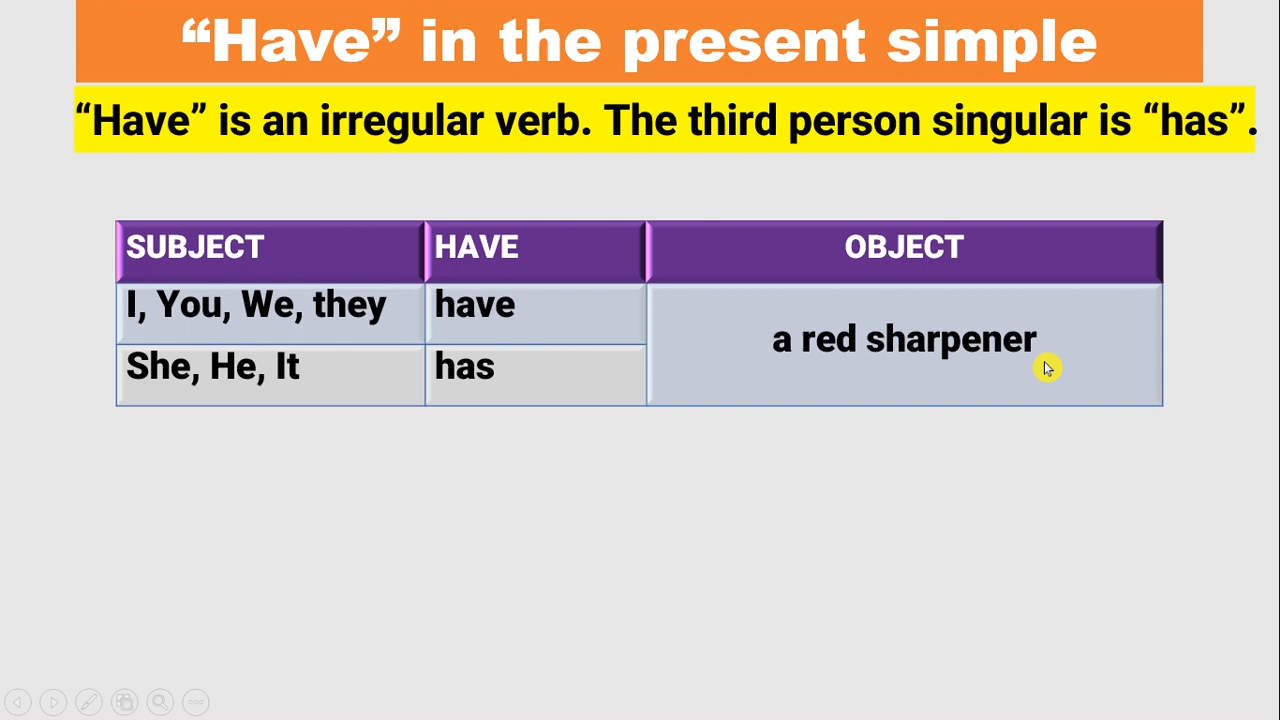 “Have” in the present simple
“Have” is an irregular verb. The third person singular is “has”.
SUBJECT HAVE OBJECT
I, You, We, they have
a red sharpener
She, He, It has